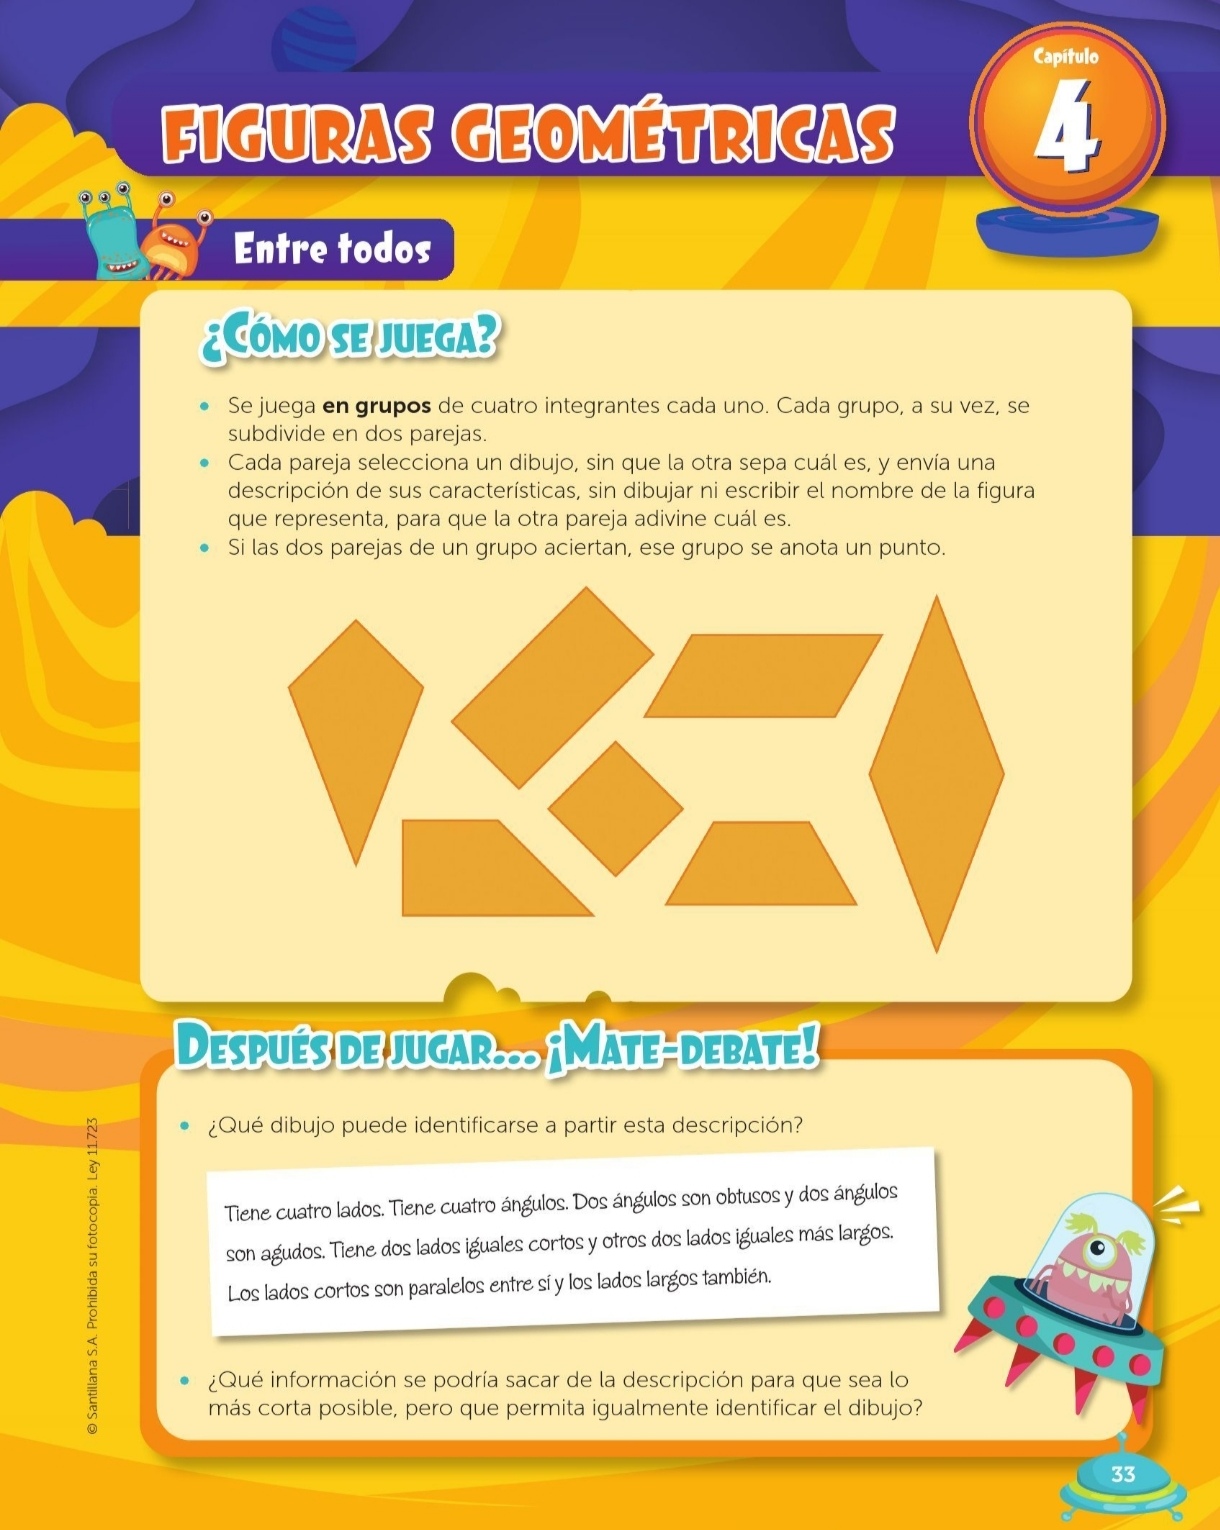 Capítulo
4
FIGURAS GEOMÉTRICAS
Entre todos
¿CÓMO SE JUEGA?
• Se juega en grupos de cuatro integrantes cada uno. Cada grupo, a su vez, se
subdivide en dos parejas.
• Cada pareja selecciona un dibujo, sin que la otra sepa cuál es, y envía una
descripción de sus características, sin dibujar ni escribir el nombre de la figura
que representa, para que la otra pareja adivine cuál es.
• Si las dos parejas de un grupo aciertan, ese grupo se anota un punto.
DESPUÉS DE JUGAR... ¡MATE-DEBATE!
• ¿Qué dibujo puede identificarse a partir esta descripción?
Tiene cuatro lados. Tiene cuatro ángulos. Dos ángulos son obtusos y dos ángulos
son agudos. Tiene dos lados iguales cortos y otros dos lados iguales más largos.
Los lados cortos son paralelos entre sí y los lados largos también.
• ¿Qué información se podría sacar de la descripción para que sea lo
más corta posible, pero que permita igualmente identificar el dibujo?
© Santillana S.A. Prohibida su fotocopia. Ley 11.723
33